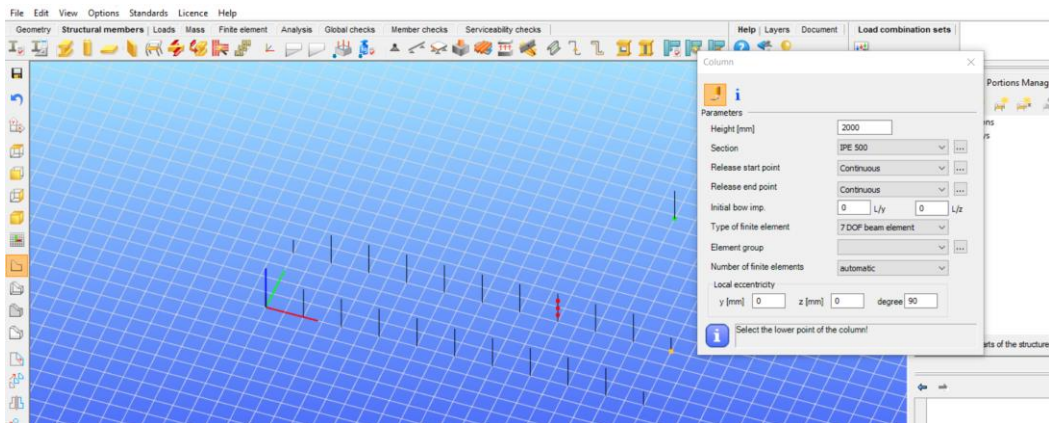 File Edit View Options Standards Licence Help
Geometry Structural members Loads Mass Finite element Analysis Global checks Member checks Serviceability checks Help Layers Document Load combination sets
Column
Portions Manag
Parameters
Height [mm] 2000
Section IPE 500 ...
Release start point Continuous ...
Release end point Continuous ...
Initial bow imp. 0 L/y 0 L/z
Type of finite element 7 DOF beam element
Element group ...
Number of finite elements automatic
Local eccentricity
y [mm] 0 z [mm] 0 degree 90
Select the lower point of the column!
rts of the structure